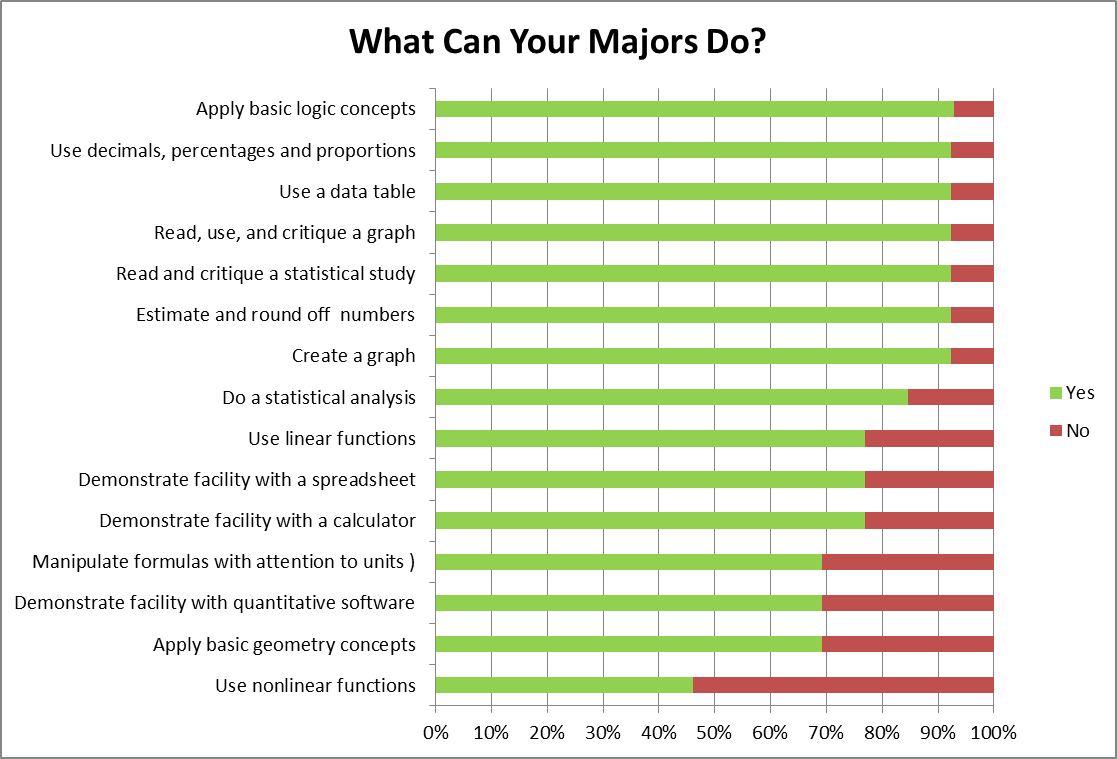 What Can Your Majors Do?
Apply basic logic concepts
Use decimals, percentages and proportions
Use a data table
Read, use, and critique a graph
Read and critique a statistical study
Estimate and round off  numbers
Create a graph
Do a statistical analysis
Use linear functions
Demonstrate facility with a spreadsheet
Demonstrate facility with a calculator
Manipulate formulas with attention to units )
Demonstrate facility with quantitative software
Apply basic geometry concepts
Use nonlinear functions
0% 10% 20% 30% 40% 50% 60% 70% 80% 90% 100%
Yes
No